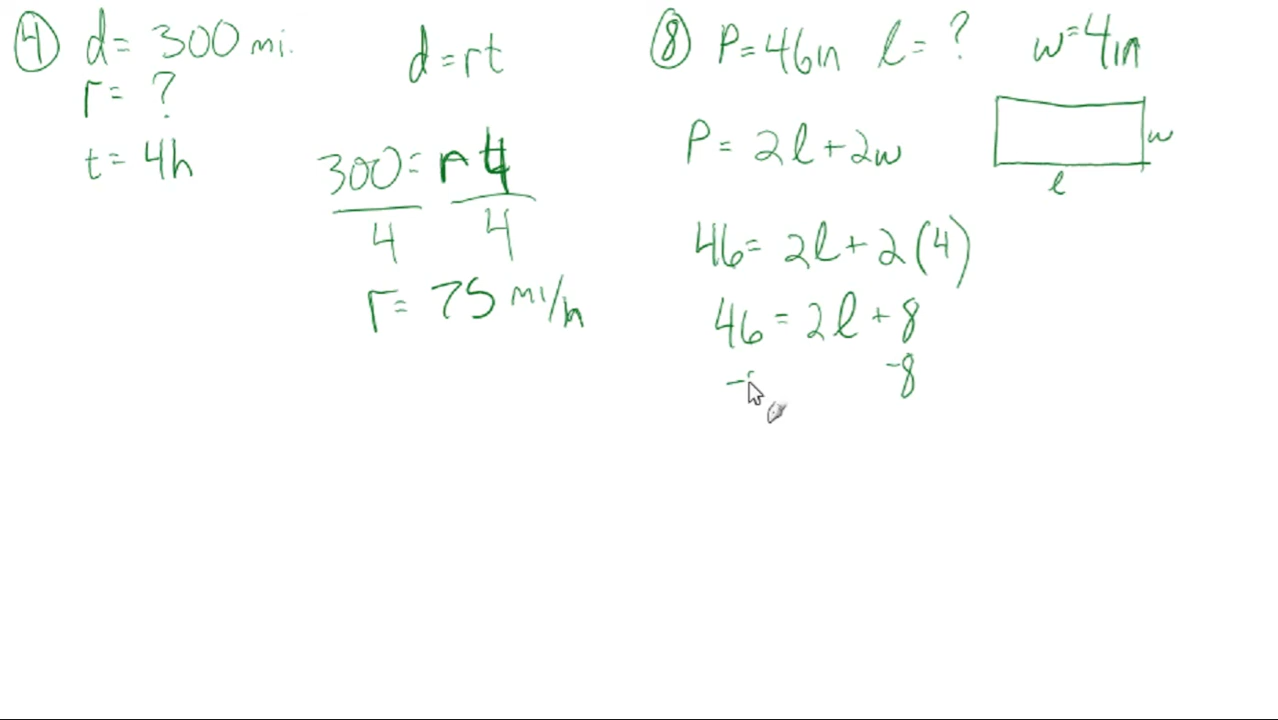 ④ d= 300 mi.
r= ?
t= 4h
d=rt
300= r4
4 4
r= 75 mi/h
⑧ P=46in l= ? w=4in
P= 2l+2w
w
l
46= 2l+2(4)
46 = 2l+8
-8